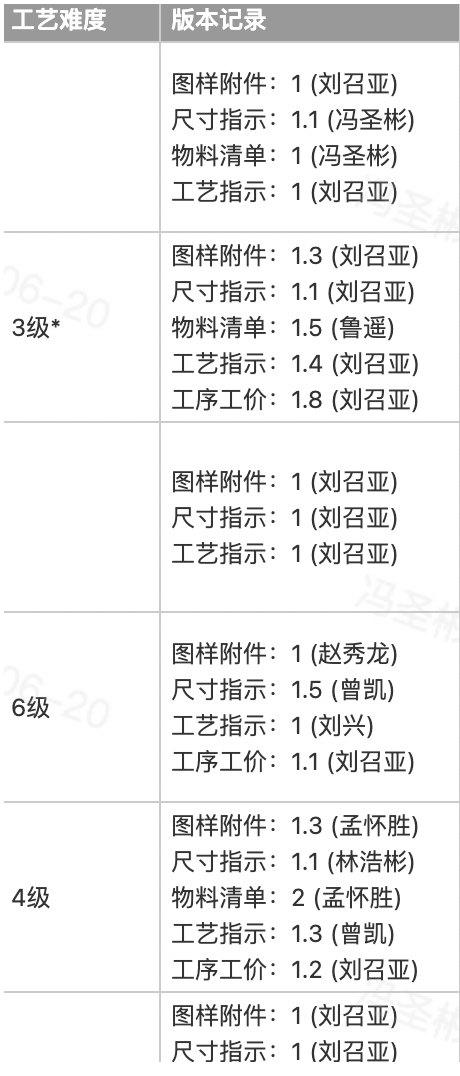 工艺难度 版本记录
图样附件：1 (刘召亚)
尺寸指示：1.1 (冯圣彬)
物料清单：1 (冯圣彬)
工艺指示：1 (刘召亚)
冯圣彬
06-20
3级*
图样附件：1.3 (刘召亚)
尺寸指示：1.1 (刘召亚)
物料清单：1.5 (鲁遥)
工艺指示：1.4 (刘召亚)
工序工价：1.8 (刘召亚)
图样附件：1 (刘召亚)
尺寸指示：1 (刘召亚)
工艺指示：1 (刘召亚)
冯圣彬
06-20
6级
图样附件：1 (赵秀龙)
尺寸指示：1.5 (曾凯)
工艺指示：1 (刘兴)
工序工价：1.1 (刘召亚)
4级
图样附件：1.3 (孟怀胜)
尺寸指示：1.1 (林浩彬)
物料清单：2 (孟怀胜)
工艺指示：1.3 (曾凯)
工序工价：1.2 (刘召亚)
冯圣彬
图样附件：1 (刘召亚)
尺寸指示：1 (刘召亚)